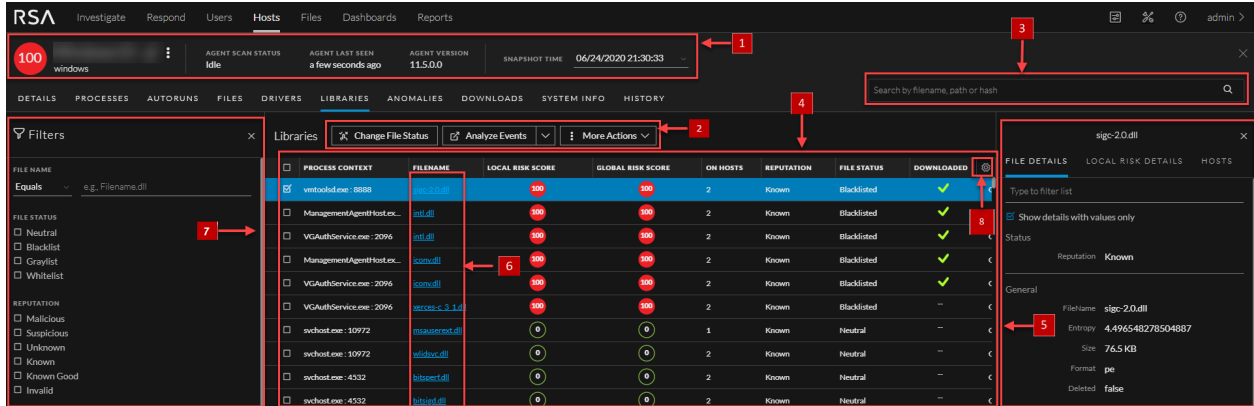 RSA Investigate Respond Users Hosts Files Dashboards Reports admin >
1
3
100
windows
AGENT SCAN STATUS
Idle
AGENT LAST SEEN
a few seconds ago
AGENT VERSION
11.5.0.0
SNAPSHOT TIME 06/24/2020 21:30:33
Search by filename, path or hash
DETAILS PROCESSES AUTORUNS FILES DRIVERS LIBRARIES ANOMALIES DOWNLOADS SYSTEM INFO HISTORY
4
Filters
FILE NAME
Equals e.g., Filename.dll
FILE STATUS
Neutral
Blacklist
Graylist
Whitelist
REPUTATION
Malicious
Suspicious
Unknown
Known
Known Good
Invalid
7
Libraries Change File Status Analyze Events More Actions
2
PROCESS CONTEXT FILENAME LOCAL RISK SCORE GLOBAL RISK SCORE ON HOSTS REPUTATION FILE STATUS DOWNLOADED
vmtoolsd.exe : 8888 sigc-2.0.dll 100 100 2 Known Blacklisted
ManagementAgentHost.ex... intl.dll 100 100 2 Known Blacklisted
VGAuthService.exe : 2096 intl.dll 100 100 2 Known Blacklisted
ManagementAgentHost.ex... iconv.dll 100 100 2 Known Blacklisted
VGAuthService.exe : 2096 iconv.dll 100 100 2 Known Blacklisted
VGAuthService.exe : 2096 xerces-c_3_1.dll 100 100 2 Known Blacklisted --
svchost.exe : 10972 msauserext.dll 0 0 1 Known Neutral --
svchost.exe : 10972 wlidsvc.dll 0 0 2 Known Neutral --
svchost.exe : 4532 bitsperf.dll 0 0 2 Known Neutral --
svchost.exe : 4532 bitsigd.dll 0 0 2 Known Neutral --
6
8
5
sigc-2.0.dll
FILE DETAILS LOCAL RISK DETAILS HOSTS
Type to filter list
Show details with values only
Status
Reputation Known
General
FileName sigc-2.0.dll
Entropy 4.496548278504887
Size 76.5 KB
Format pe
Deleted false